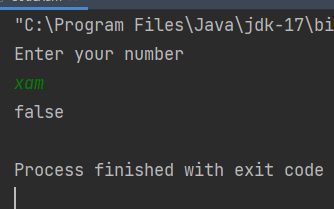 "C:\Program Files\Java\jdk-17\bi
Enter your number
xam
false
Process finished with exit code